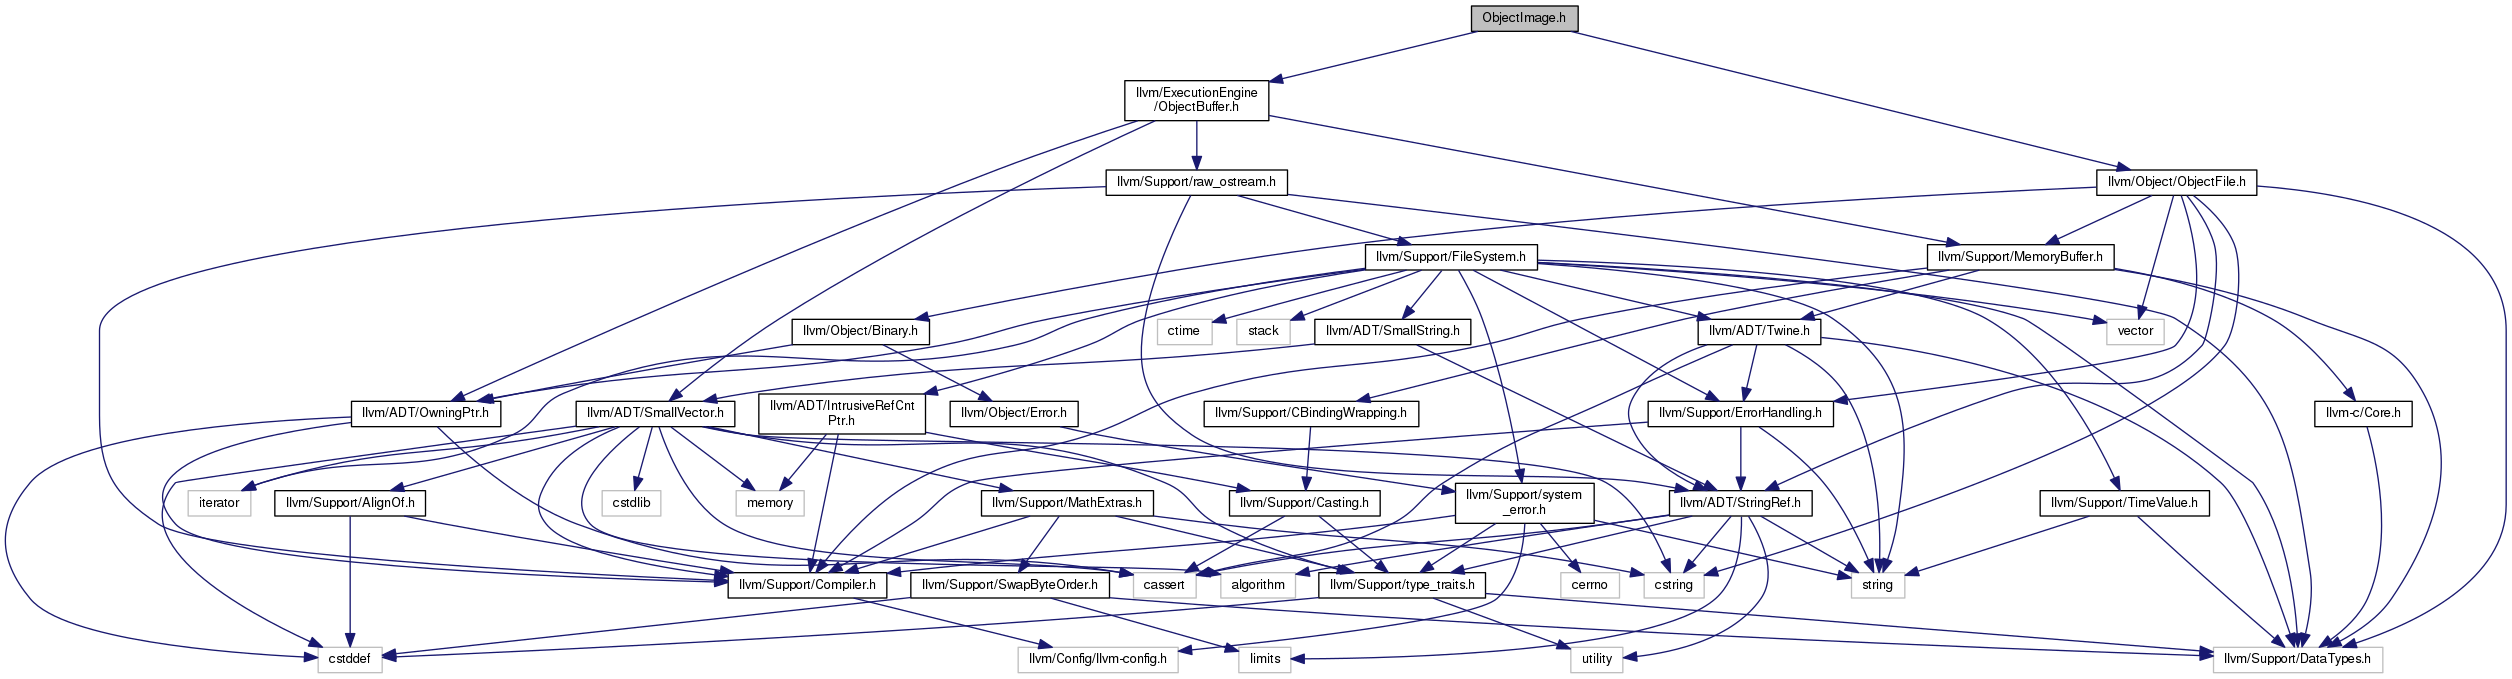 ObjectImage.h
llvm/ExecutionEngine
/ObjectBuffer.h
llvm/Support/raw_ostream.h
llvm/Object/ObjectFile.h
llvm/Support/FileSystem.h
llvm/Support/MemoryBuffer.h
llvm/Object/Binary.h
ctime
stack
llvm/ADT/SmallString.h
llvm/ADT/Twine.h
vector
llvm/ADT/OwningPtr.h
llvm/ADT/SmallVector.h
llvm/ADT/IntrusiveRefCnt
Ptr.h
llvm/Object/Error.h
llvm/Support/CBindingWrapping.h
llvm/Support/ErrorHandling.h
llvm-c/Core.h
iterator
llvm/Support/AlignOf.h
cstdlib
memory
llvm/Support/MathExtras.h
llvm/Support/Casting.h
llvm/Support/system
_error.h
llvm/ADT/StringRef.h
llvm/Support/TimeValue.h
llvm/Support/Compiler.h
llvm/Support/SwapByteOrder.h
cassert
algorithm
llvm/Support/type_traits.h
cerrno
cstring
string
cstddef
llvm/Config/llvm-config.h
limits
utility
llvm/Support/DataTypes.h